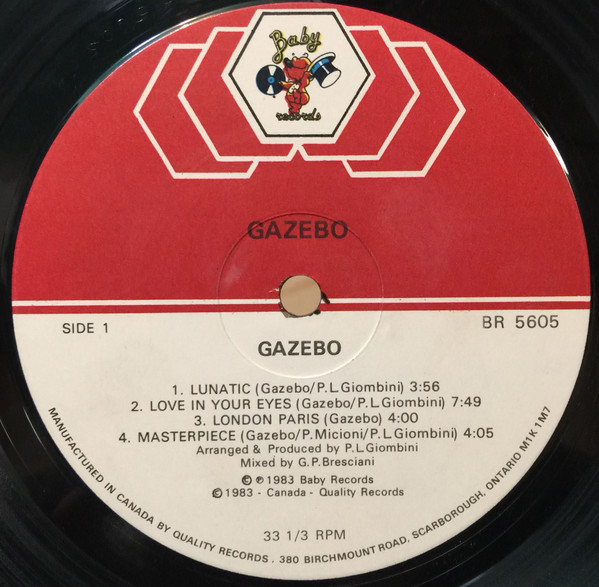 Baby
records
GAZEBO
SIDE 1
BR 5605
GAZEBO
1. LUNATIC (Gazebo/P.L.Giombini) 3:56
2. LOVE IN YOUR EYES (Gazebo/P.L.Giombini) 7:49
3. LONDON PARIS (Gazebo) 4:00
4. MASTERPIECE (Gazebo/P.Micioni/P.L.Giombini) 4:05
Arranged & Produced by P.L.Giombini
Mixed by G.P.Bresciani
© ℗ 1983 Baby Records
© 1983 - Canada - Quality Records
33 1/3 RPM
MANUFACTURED IN CANADA BY QUALITY RECORDS . 380 BIRCHMOUNT ROAD, SCARBOROUGH, ONTARIO M1K 1M7